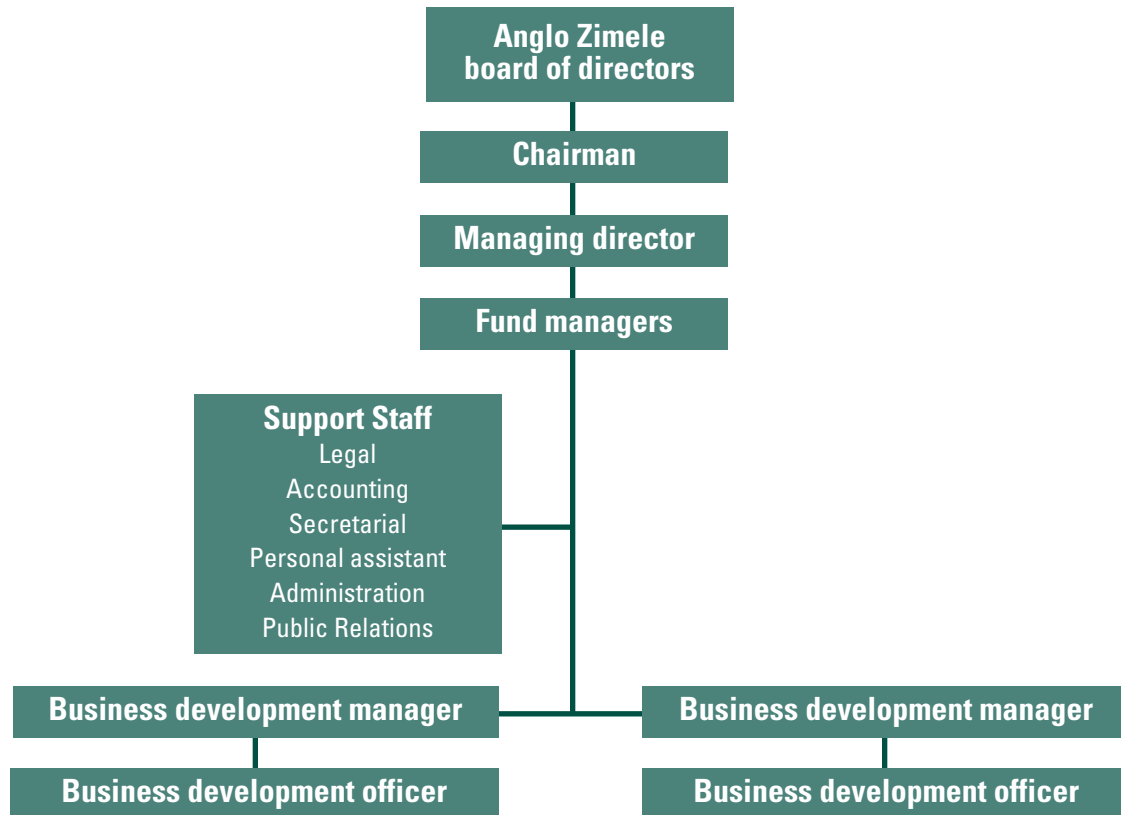 Anglo Zimele
board of directors
Chairman
Managing director
Fund managers
Support Staff
Legal
Accounting
Secretarial
Personal assistant
Administration
Public Relations
Business development manager
Business development manager
Business development officer
Business development officer